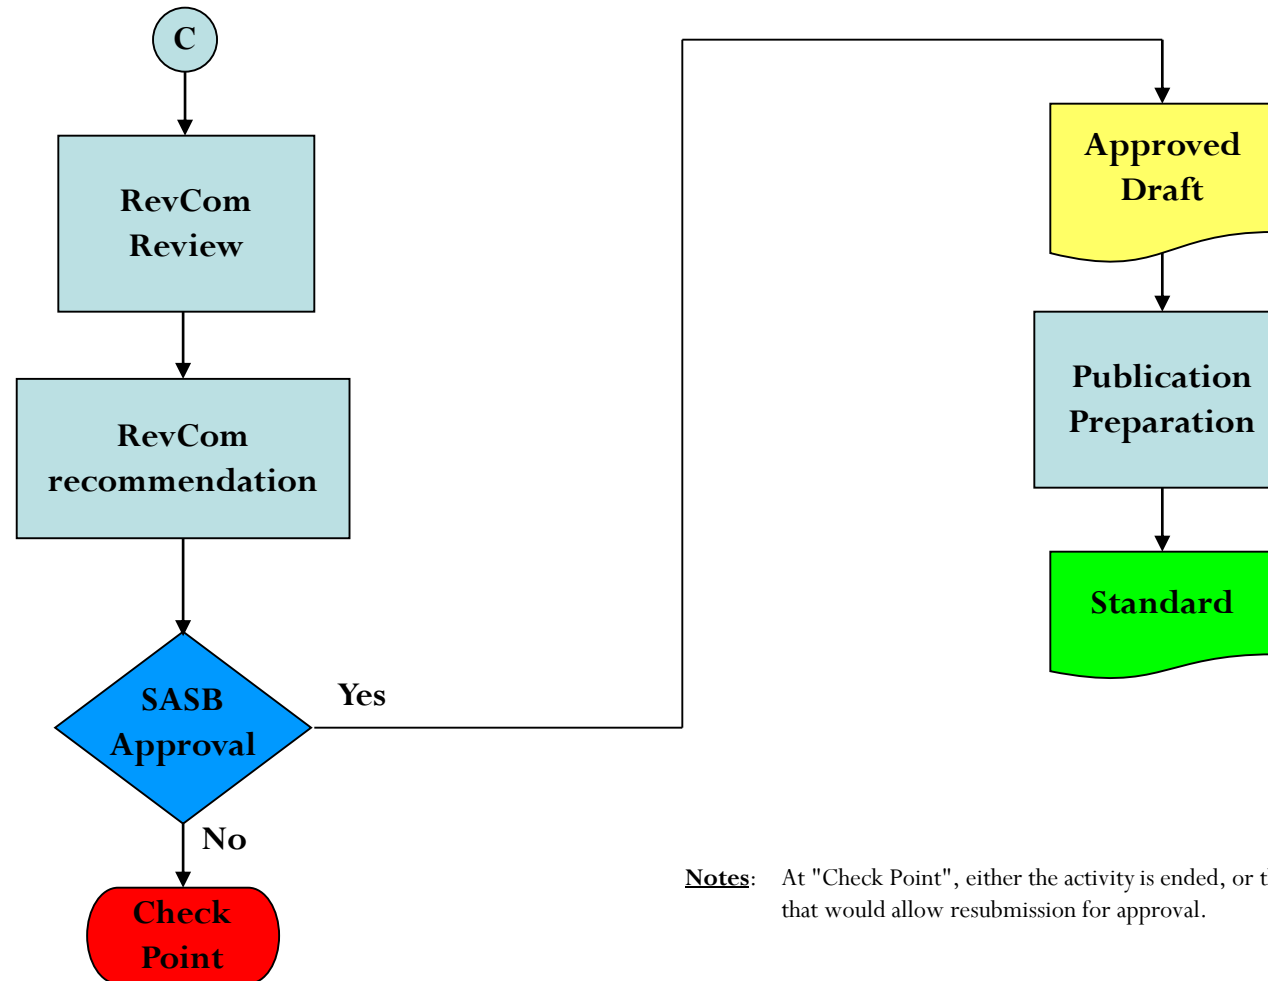 C
RevCom
Review
RevCom
recommendation
SASB
Approval
Yes
No
Check
Point
Approved
Draft
Publication
Preparation
Standard
Notes: At "Check Point", either the activity is ended, or
that would allow resubmission for approval.